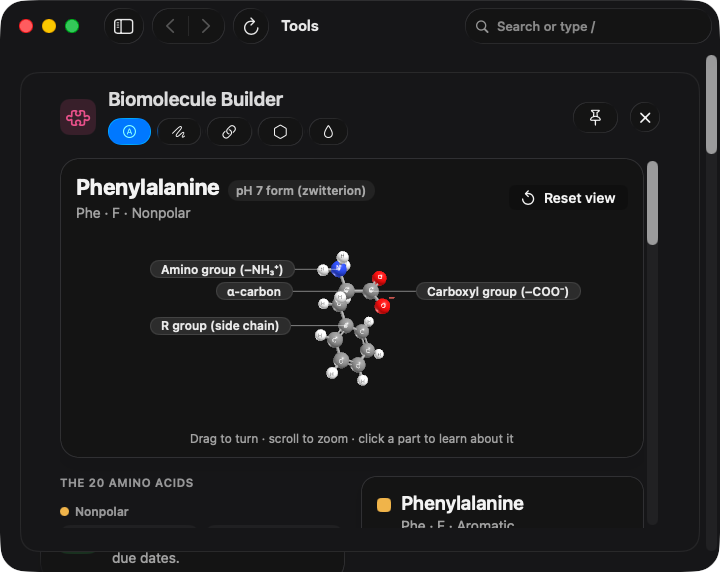 Tools
Search or type /
Biomolecule Builder
Phenylalanine
pH 7 form (zwitterion)
Phe · F · Nonpolar
Reset view
Amino group (–NH₃⁺)
α-carbon
Carboxyl group (–COO⁻)
R group (side chain)
Drag to turn · scroll to zoom · click a part to learn about it
THE 20 AMINO ACIDS
Nonpolar
Phenylalanine
Phe · F · Aromatic
due dates.